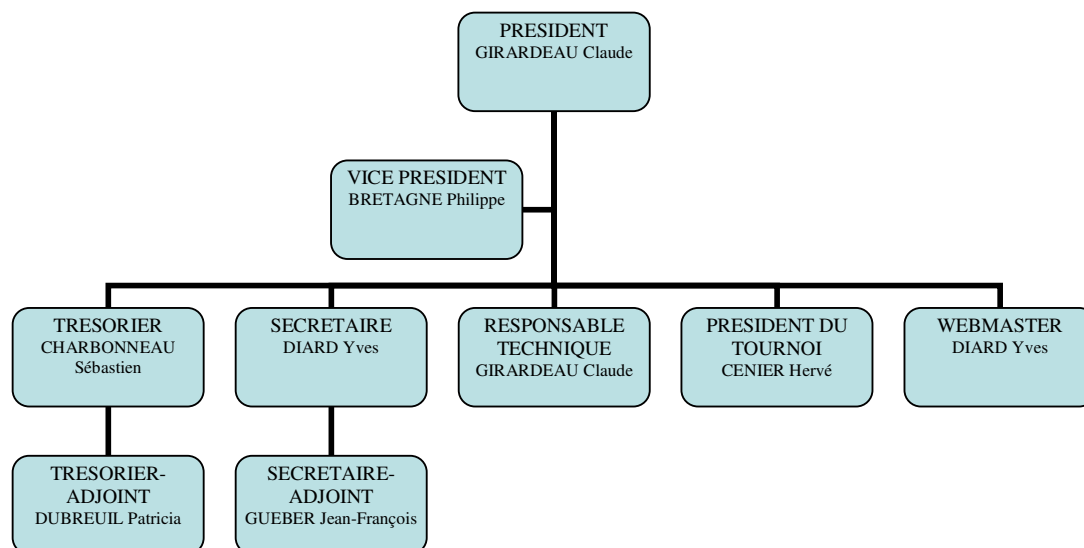 PRESIDENT
GIRARDEAU Claude
VICE PRESIDENT
BRETAGNE Philippe
TRESORIER
CHARBONNEAU
Sébastien
SECRETAIRE
DIARD Yves
RESPONSABLE
TECHNIQUE
GIRARDEAU Claude
PRESIDENT DU
TOURNOI
CENIER Hervé
WEBMASTER
DIARD Yves
TRESORIER-
ADJOINT
DUBREUIL Patricia
SECRETAIRE-
ADJOINT
GUEBER Jean-François